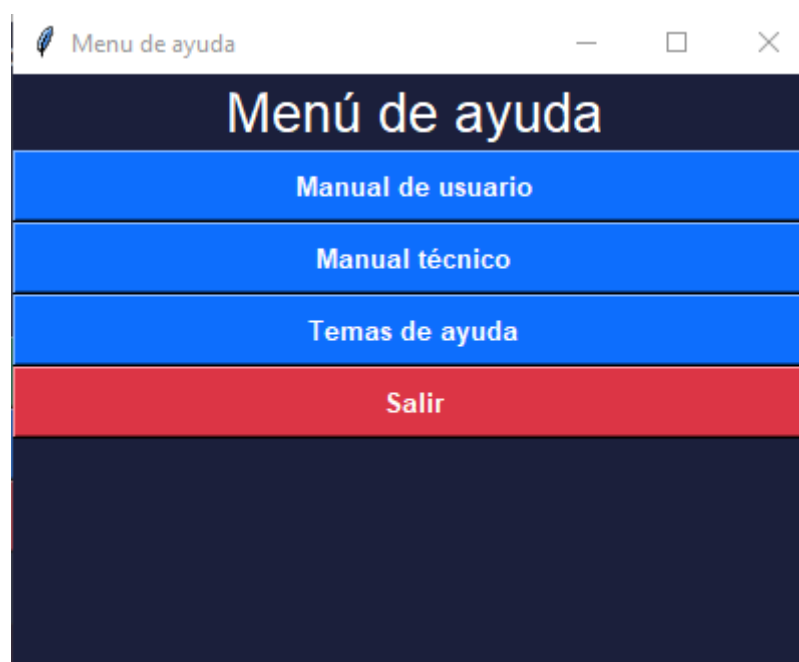 Menu de ayuda
Menú de ayuda
Manual de usuario
Manual técnico
Temas de ayuda
Salir